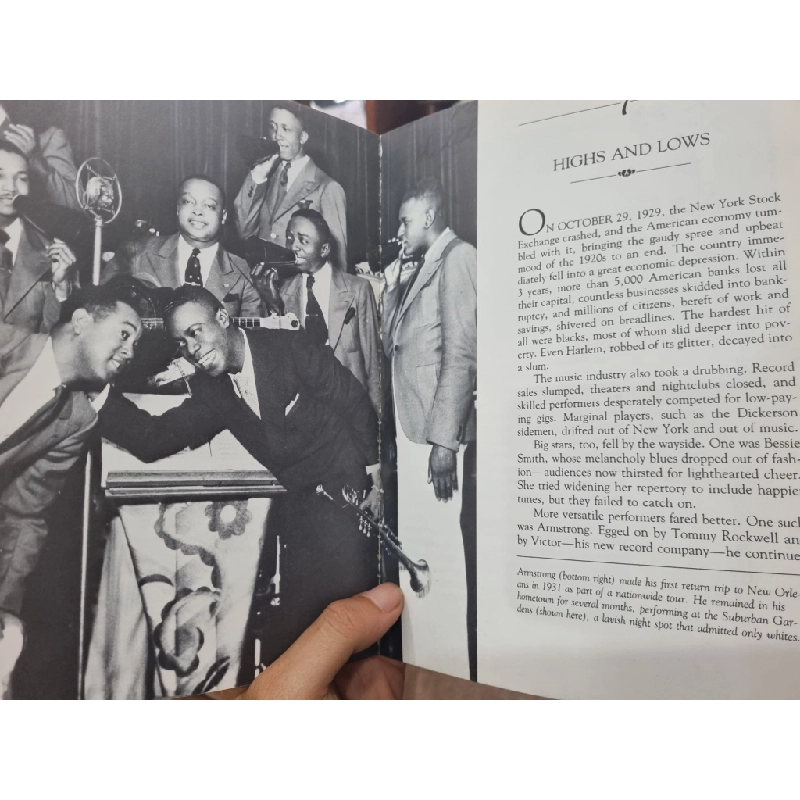 7
HIGHS AND LOWS
ON OCTOBER 29, 1929, the New York Stock
Exchange crashed, and the American economy tum-
bled with it, bringing the gaudy spree and upbeat
mood of the 1920s to an end. The country imme-
diately fell into a great economic depression. Within
3 years, more than 5,000 American banks lost all
their capital, countless businesses skidded into bank-
ruptcy, and millions of citizens, bereft of work and
savings, shivered on breadlines. The hardest hit of
all were blacks, most of whom slid deeper into pov-
erty. Even Harlem, robbed of its glitter, decayed into
a slum.
The music industry also took a drubbing. Record
sales slumped, theaters and nightclubs closed, and
skilled performers desperately competed for low-pay-
ing gigs. Marginal players, such as the Dickerson
sidemen, drifted out of New York and out of music.
Big stars, too, fell by the wayside. One was Bessie
Smith, whose melancholy blues dropped out of fash-
ion—audiences now thirsted for lighthearted cheer.
She tried widening her repertory to include happie
tunes, but they failed to catch on.
More versatile performers fared better. One suc
was Armstrong. Egged on by Tommy Rockwell an
by Victor—his new record company—he continue
Armstrong (bottom right) made his first return trip to New Orle-
ans in 1931 as part of a nationwide tour. He remained in his
hometown for several months, performing at the Suburban Gar-
dens (shown here), a lavish night spot that admitted only whites.